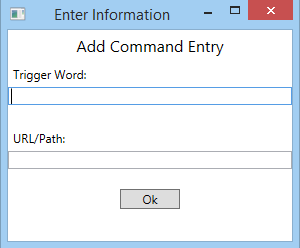 Enter Information
Add Command Entry
Trigger Word:
URL/Path:
Ok